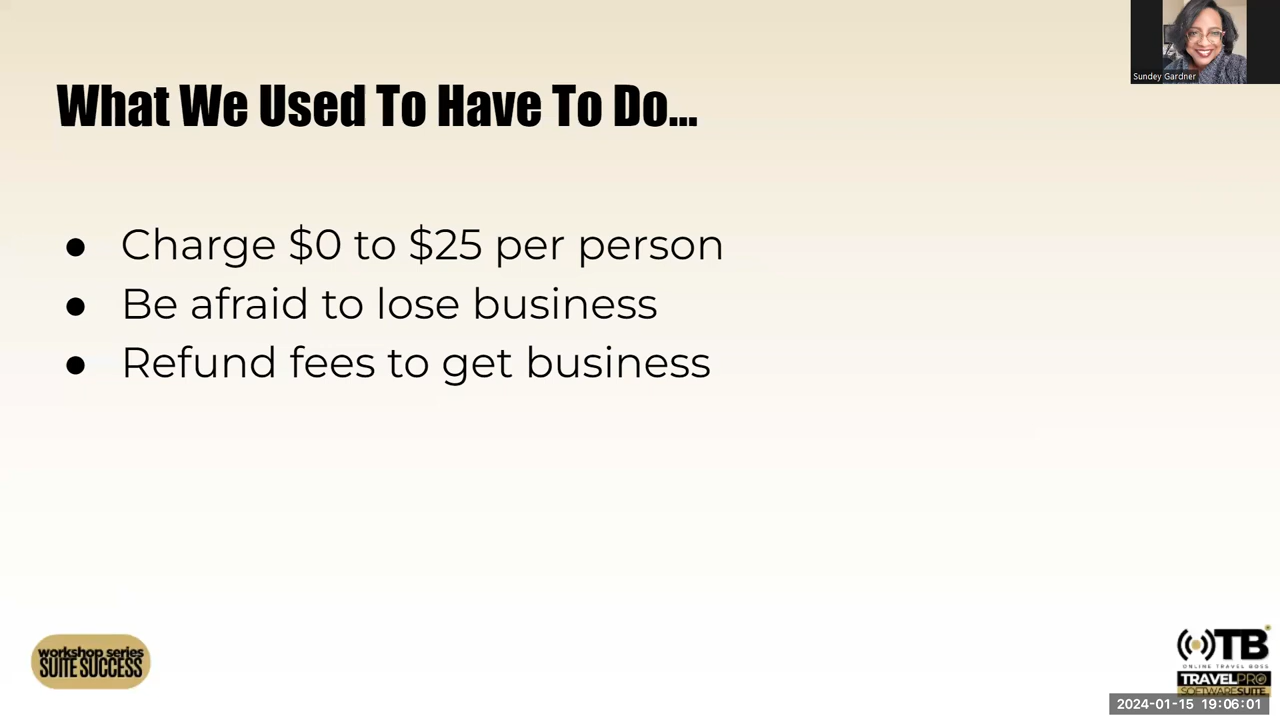 Sundey Gardner
What We Used To Have To Do...
● Charge $0 to $25 per person
● Be afraid to lose business
● Refund fees to get business
workshop series
SUITE SUCCESS
OTB
ONLINE TRAVEL BOSS
TRAVELPRO
SOFTWARESUITE
2024-01-15 19:06:01